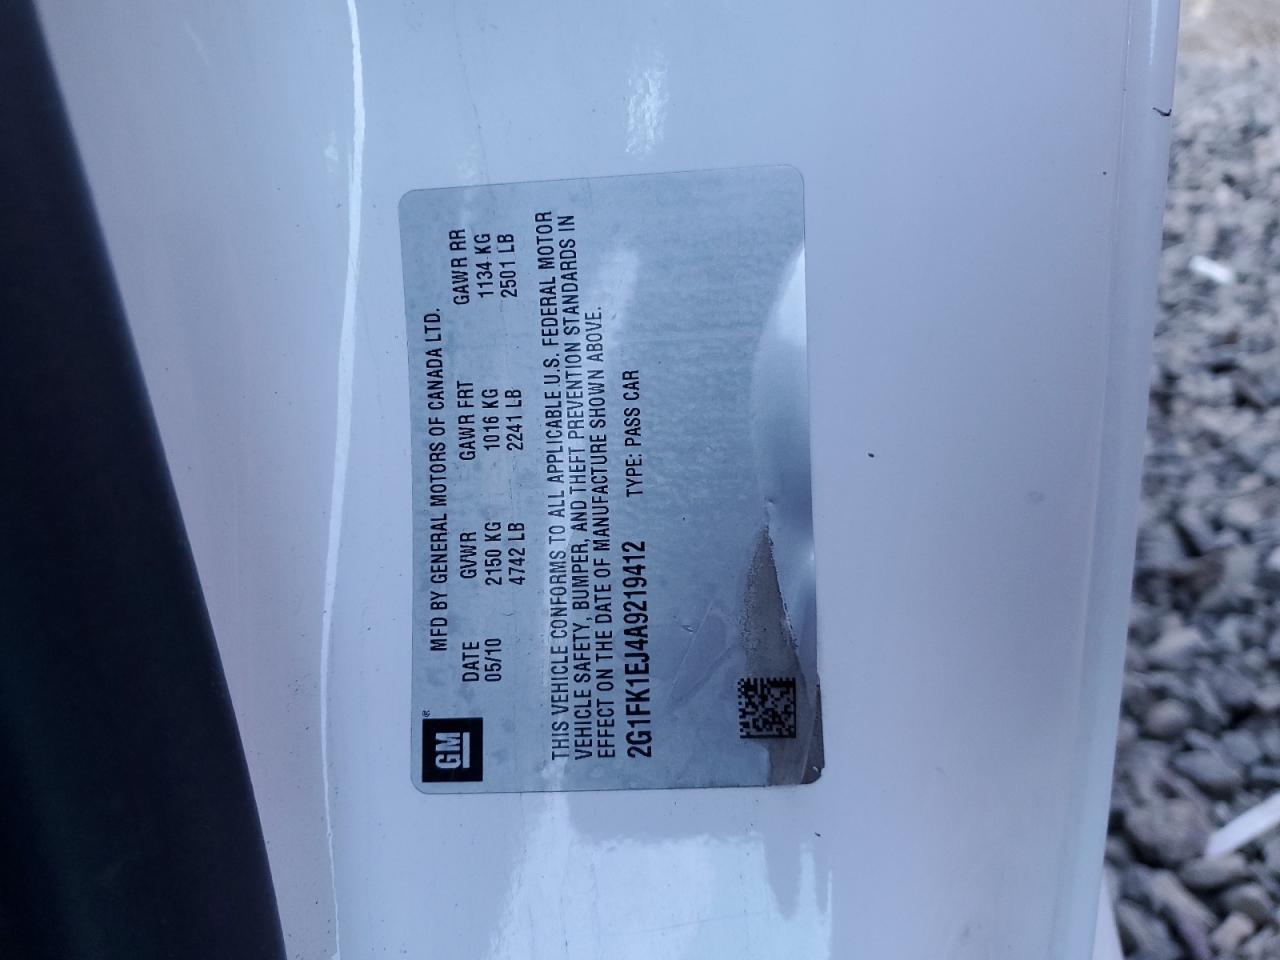 GM®
MFD BY GENERAL MOTORS OF CANADA LTD.
DATE GVWR GAWR FRT GAWR RR
05/10 2150 KG 1016 KG 1134 KG
4742 LB 2241 LB 2501 LB
THIS VEHICLE CONFORMS TO ALL APPLICABLE U.S. FEDERAL MOTOR
VEHICLE SAFETY, BUMPER, AND THEFT PREVENTION STANDARDS IN
EFFECT ON THE DATE OF MANUFACTURE SHOWN ABOVE.
2G1FK1EJ4A9219412 TYPE: PASS CAR